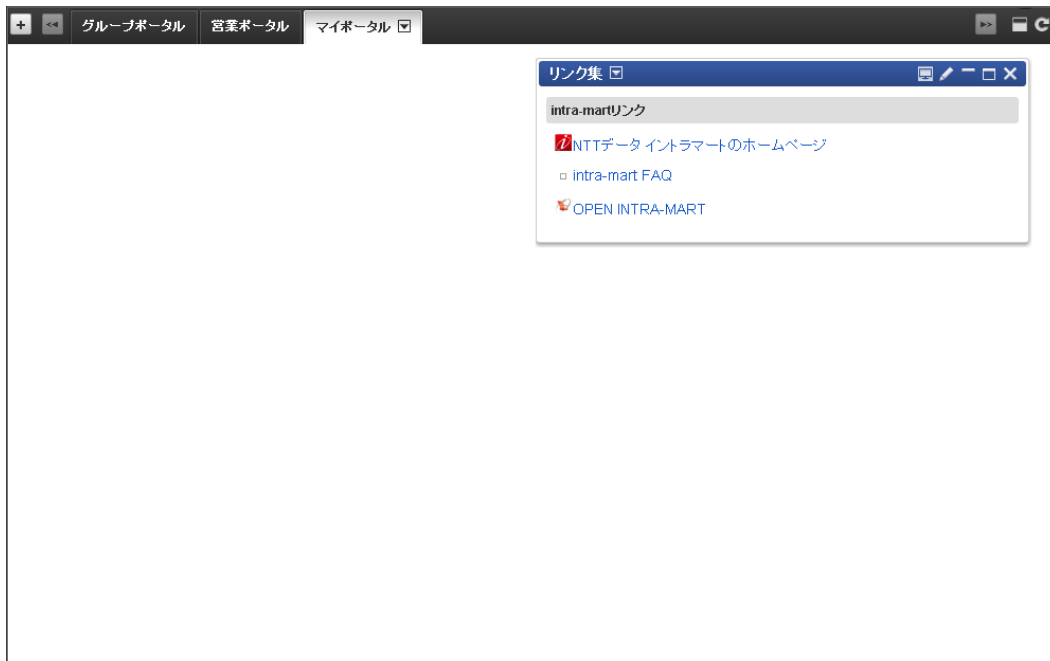 グループポータル 営業ポータル マイポータル
リンク集
intra-martリンク
NTTデータ イントラマートのホームページ
intra-mart FAQ
OPEN INTRA-MART